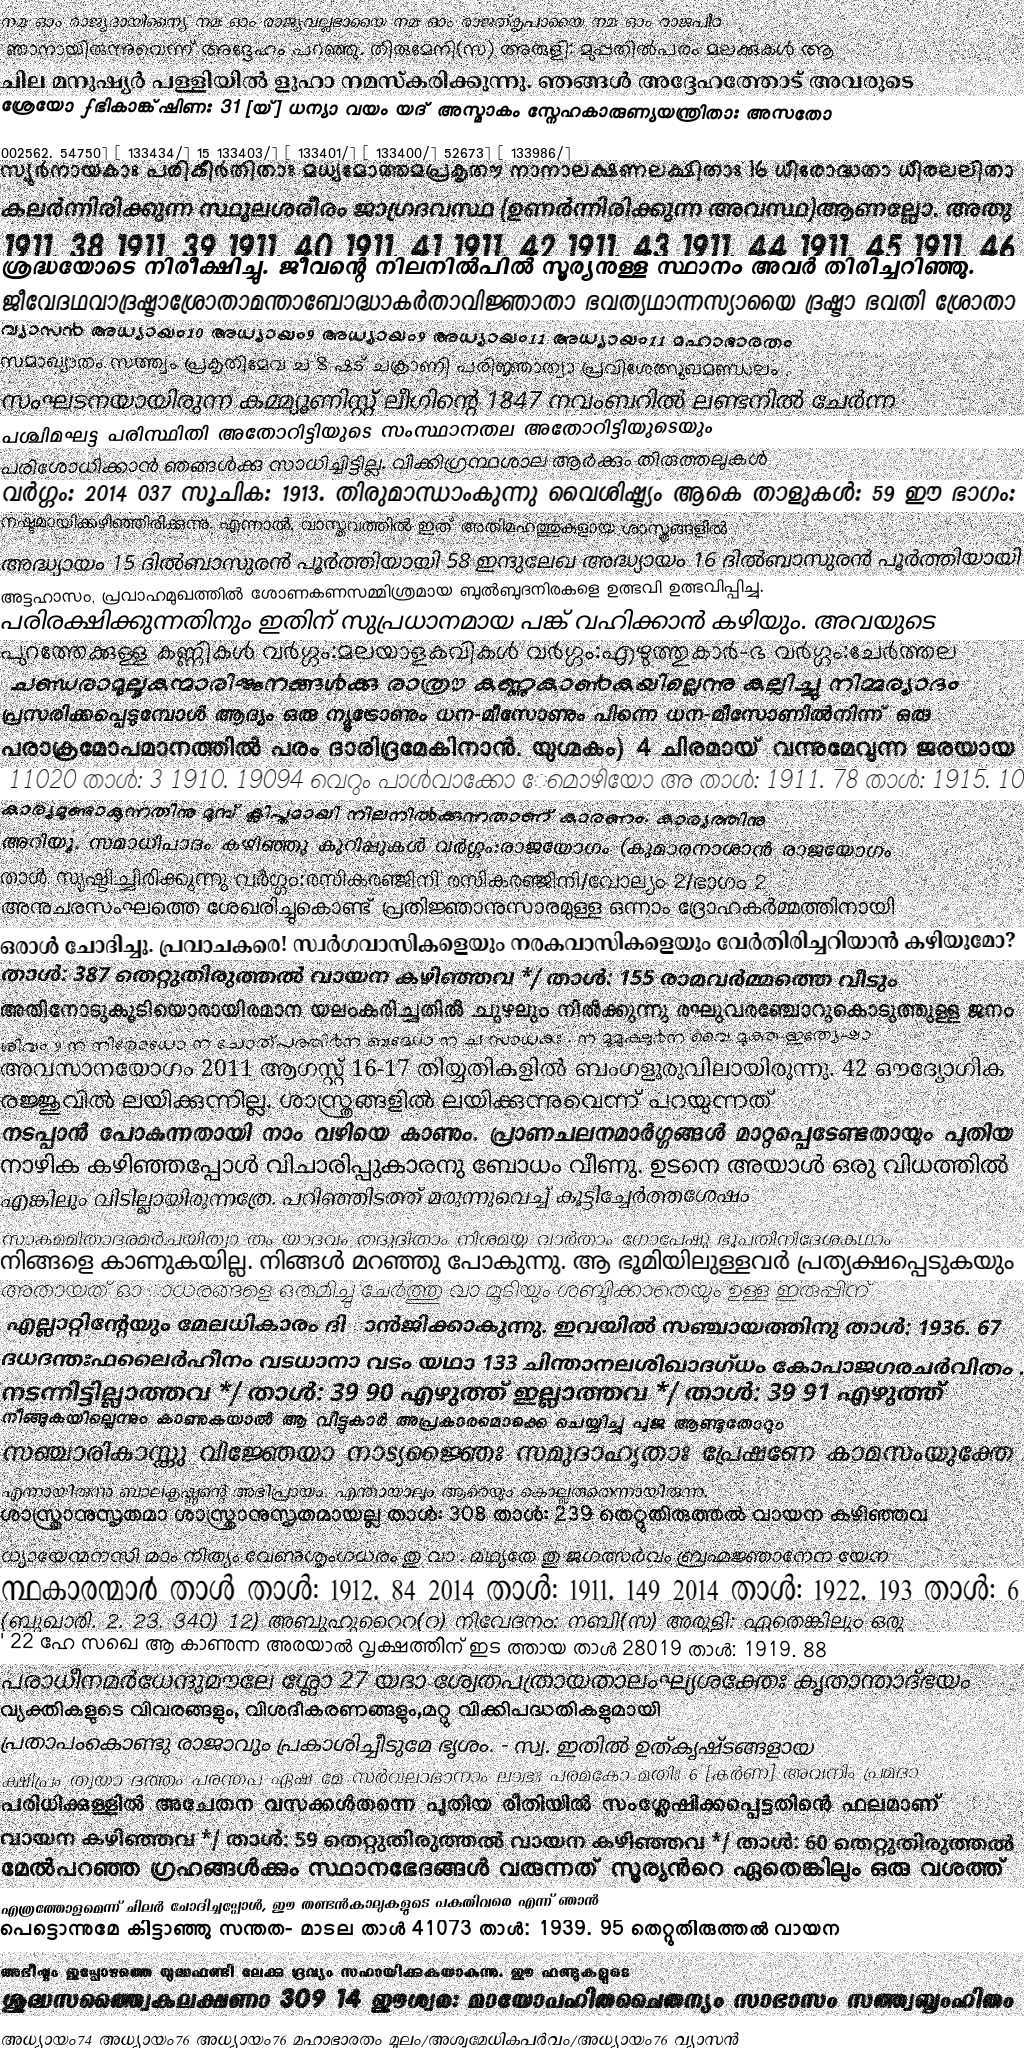 നമഃ ഓം രാജ്യദായിന്യൈ നമഃ ഓം രാജ്യവല്ലഭായൈ നമഃ ഓം രാജത്കൃപായൈ നമഃ ഓം രാജപീഠ
ഞാനായിരുന്നുവെന്ന് അദ്ദേഹം പറഞ്ഞു. തിരുമേനി(സ) അരുളി: മുപ്പതിൽപരം മലക്കുകൾ ആ
ചില മനുഷ്യർ പള്ളിയിൽ ളുഹാ നമസ്കരിക്കുന്നു. ഞങ്ങൾ അദ്ദേഹത്തോട് അവരുടെ
ശ്രേയോ ഽഭികാങ്ക്ഷിണഃ 31 [യ്] ധന്യാ വയം യദ് അസ്മാകം സ്നേഹകാരുണ്യയന്ത്രിതാഃ അസതോ
002562. 54750] [ 133434/] 15 133403/] [ 133401/] [ 133400/] 52673] [ 133986/]
സ്യുർനായകാഃ പരികീർതിതാഃ മധ്യമോത്തമപ്രകൃതൗ നാനാലക്ഷണലക്ഷിതാഃ 16 ധീരോദ്ധതാ ധീരലലിതാ
കലർന്നിരിക്കുന്ന സ്ഥൂലശരീരം ജാഗ്രദവസ്ഥ (ഉണർന്നിരിക്കുന്ന അവസ്ഥ)ആണല്ലോ. അതു
1911. 38 1911. 39 1911. 40 1911. 41 1911. 42 1911. 43 1911. 44 1911. 45 1911. 46
ശ്രദ്ധയോടെ നിരീക്ഷിച്ചു. ജീവന്റെ നിലനിൽപിൽ സൂര്യനുള്ള സ്ഥാനം അവർ തിരിച്ചറിഞ്ഞു.
ജീവേദഥവാദ്രഷ്ടാശ്രോതാമന്താബോദ്ധാകർതാവിജ്ഞാതാ ഭവത്യഥാന്നസ്യായൈ ദ്രഷ്ടാ ഭവതി ശ്രോതാ
വ്യാസൻ അധ്യായം10 അധ്യായം9 അധ്യായം9 അധ്യായം11 അധ്യായം11 മഹാഭാരതം
സമാഖ്യാതം സത്ത്വം പ്രകൃതിമേവ ച 8 ഷട് ചക്രാണി പരിജ്ഞാത്വാ പ്രവിശേത്സുഖമണ്ഡലം .
സംഘടനയായിരുന്ന കമ്മ്യൂണിസ്റ്റ് ലീഗിന്റെ 1847 നവംബറിൽ ലണ്ടനിൽ ചേർന്ന
പശ്ചിമഘട്ട പരിസ്ഥിതി അതോറിട്ടിയുടെ സംസ്ഥാനതല അതോറിട്ടിയുടെയും
പരിശോധിക്കാൻ ഞങ്ങൾക്കു സാധിച്ചിട്ടില്ല. വിക്കിഗ്രന്ഥശാല ആർക്കും തിരുത്തലുകൾ
വർഗ്ഗം: 2014 037 സൂചിക: 1913. തിരുമാന്ധാംകുന്നു വൈശിഷ്ട്യം ആകെ താളുകൾ: 59 ഈ ഭാഗം:
നഷ്ടമായിക്കഴിഞ്ഞിരിക്കുന്നു. എന്നാൽ, വാസ്തവത്തിൽ ഇത് അതിമഹത്തുകളായ ശാസ്ത്രങ്ങളിൽ
അദ്ധ്യായം 15 ദിൽബാസുരൻ പൂർത്തിയായി 58 ഇന്ദുലേഖ അദ്ധ്യായം 16 ദിൽബാസുരൻ പൂർത്തിയായി
അട്ടഹാസം, പ്രവാഹമുഖത്തിൽ ശോണകണസമ്മിശ്രമായ ബുൽബുദനിരകളെ ഉത്ഭവി ഉത്ഭവിപ്പിച്ച.
പരിരക്ഷിക്കുന്നതിനും ഇതിന് സുപ്രധാനമായ പങ്ക് വഹിക്കാൻ കഴിയും. അവയുടെ
പുറത്തേക്കുള്ള കണ്ണികൾ വർഗ്ഗം:മലയാളകവികൾ വർഗ്ഗം:എഴുത്തുകാർ-ഭ വർഗ്ഗം:ചേർത്തല
ചണ്ഡരാമൂലൂകന്മാരിജ്ജനങ്ങൾക്കു രാത്രൗ കണ്ണുകാൺകയില്ലെന്നു കല്പിച്ചു നിമ്മര്യാദം
പ്രസരിക്കപ്പെടുമ്പോൾ ആദ്യം ഒരു ന്യൂട്രോണും ധന-മീസോണും പിന്നെ ധന-മീസോണിൽനിന്ന് ഒരു
പരാക്രമോപമാനത്തിൽ പരം ദാരിദ്ര്യമേകിനാൻ. യുഗ്മകം) 4 ചിരമായ് വന്നുമേവുന്ന ജരയായ
11020 താൾ: 3 1910. 19094 വെറും പാൾവാക്കോ േമൊഴിയോ അ താൾ: 1911. 78 താൾ: 1915. 10
കാര്യമുണ്ടാകുന്നതിനു മുമ്പ് ക്ലിപ്തമായി നിലനിൽക്കുന്നതാണ് കാരണം. കാര്യത്തിനു
അറിയൂ. സമാധിപാദം കഴിഞ്ഞു കുറിപ്പുകൾ വർഗ്ഗം:രാജയോഗം (കുമാരനാശാൻ രാജയോഗം
താൾ സൃഷ്ടിച്ചിരിക്കുന്നു വർഗ്ഗം:രസികരഞ്ജിനി രസികരഞ്ജിനി/വോല്യം 2/ഭാഗം 2
അനുചരസംഘത്തെ ശേഖരിച്ചുകൊണ്ട് പ്രതിജ്ഞാനുസാരമുള്ള ഒന്നാം ദ്രോഹകർമ്മത്തിനായി
ഒരാൾ ചോദിച്ചു. പ്രവാചകരെ! സ്വർഗവാസികളെയും നരകവാസികളെയും വേർതിരിച്ചറിയാൻ കഴിയുമോ?
താൾ: 387 തെറ്റുതിരുത്തൽ വായന കഴിഞ്ഞവ */ താൾ: 155 രാമവർമ്മത്തെ വീടും
അതിനോടുകൂടിയൊരായിരമാന യലംകരിച്ചതിൽ ചുഴലും നിൽക്കുന്നു രഘുവരഞ്ചോറുകൊടുത്തുള്ള ജനം
ശിവം 9 ന നിരോധോ ന ചോത്പത്തിർന ബദ്ധോ ന ച സാധകഃ . ന മുമുക്ഷുർന വൈ മുക്ത ഇത്യേഷാ
അവസാനയോഗം 2011 ആഗസ്റ്റ് 16-17 തിയ്യതികളിൽ ബംഗളൂരുവിലായിരുന്നു. 42 ഔദ്യോഗിക
രജ്ജുവിൽ ലയിക്കുന്നില്ല. ശാസ്ത്രങ്ങളിൽ ലയിക്കുന്നുവെന്ന് പറയുന്നത്
നടപ്പാൻ പോകുന്നതായി നാം വഴിയെ കാണും. പ്രാണചലനമാർഗ്ഗങ്ങൾ മാറ്റപ്പെടേണ്ടതായും പുതിയ
നാഴിക കഴിഞ്ഞപ്പോൾ വിചാരിപ്പുകാരനു ബോധം വീണു. ഉടനെ അയാൾ ഒരു വിധത്തിൽ
എങ്കിലും വിടില്ലായിരുന്നത്രേ. പറിഞ്ഞിടത്ത് മരുന്നുവെച്ച് കൂട്ടിച്ചേർത്തശേഷം
സാകമമിതാദരമർചയിത്വാ തം യാദവം തദുദിതാം നിശമയ്യ വാർതാം ഗോപേഷു ഭൂപതിനിദേശകഥാം
നിങ്ങളെ കാണുകയില്ല. നിങ്ങൾ മറഞ്ഞു പോകുന്നു. ആ ഭൂമിയിലുള്ളവർ പ്രത്യക്ഷപ്പെടുകയും
അതായത് ഓ ാധരങ്ങളെ ഒരുമിച്ചു ചേർത്തു വാ മൂടിയും ശബ്ദിക്കാതെയും ഉള്ള ഇരുപ്പിന്
എല്ലാറ്റിന്റേയും മേലധികാരം ദി ാൻജിക്കാകുന്നു. ഇവയിൽ സഞ്ചായത്തിനു താൾ: 1936. 67
ദധദന്തഃഫലൈർഹീനം വടധാനാ വടം യഥാ 133 ചിന്താനലശിഖാദഗ്ധം കോപാജഗരചർവിതം .
നടന്നിട്ടില്ലാത്തവ */ താൾ: 39 90 എഴുത്ത് ഇല്ലാത്തവ */ താൾ: 39 91 എഴുത്ത്
നീങ്ങുകയില്ലെന്നും കാണുകയാൽ ആ വീട്ടുകാർ അപ്രകാരമൊക്കെ ചെയ്യിച്ചു പൂജ ആണ്ടുതോറും
സഞ്ചാരികാസ്തു വിജ്ഞേയാ നാട്യജ്ഞൈഃ സമുദാഹൃതാഃ പ്രേഷണേ കാമസംയുക്തേ
എന്നായിരുന്നു ബാലകൃഷ്ണന്റെ അഭിപ്രായം. എന്തായാലും ആരെയും കൊല്ലരുതെന്നായിരുന്നു,
ശാസ്ത്രാനുസൃതമാ ശാസ്ത്രാനുസൃതമായല്ല താൾ: 308 താൾ: 239 തെറ്റുതിരുത്തൽ വായന കഴിഞ്ഞവ
ധ്യായേന്മനസി മാം നിത്യം വേണുശൃംഗധരം തു വാ . മഥ്യതേ തു ജഗത്സർവം ബ്രഹ്മജ്ഞാനേന യേന
ന്ഥകാരന്മാർ താൾ താൾ: 1912. 84 2014 താൾ: 1911. 149 2014 താൾ: 1922. 193 താൾ: 6
(ബുഖാരി. 2. 23. 340) 12) അബൂഹുറൈറ(റ) നിവേദനം: നബി(സ) അരുളി: ഏതെങ്കിലും ഒരു
' 22 ഹേ സഖെ ആ കാണുന്ന അരയാൽ വൃക്ഷത്തിന് ഇട ത്തായ താൾ 28019 താൾ: 1919. 88
പരാധീനമർധേന്ദുമൗലേ ശ്ലോ 27 യദാ ശ്വേതപത്രായതാലംഘ്യശക്തേഃ കൃതാന്താദ്ഭയം
വ്യക്തികളുടെ വിവരങ്ങളും, വിശദീകരണങ്ങളും,മറ്റു വിക്കിപദ്ധതികളുമായി
പ്രതാപംകൊണ്ടു രാജാവും പ്രകാശിച്ചീടുമേ ഭൃശം. - സ്വ. ഇതിൽ ഉത്കൃഷ്ടങ്ങളായ
ക്ഷിപ്രം ത്വയാ ദത്തം പരന്തപ ഏഷ മേ സർവലാഭാനാം ലാഭഃ പരമകോ മതിഃ 6 [കർണ] അവനിം പ്രമദാ
പരിധിക്കുള്ളിൽ അചേതന വസക്കൾതന്നെ പുതിയ രീതിയിൽ സംശ്ലേഷിക്കപ്പെട്ടതിന്റെ ഫലമാണ്
വായന കഴിഞ്ഞവ */ താൾ: 59 തെറ്റുതിരുത്തൽ വായന കഴിഞ്ഞവ */ താൾ: 60 തെറ്റുതിരുത്തൽ
മേൽപറഞ്ഞ ഗ്രഹങ്ങൾക്കും സ്ഥാനഭേദങ്ങൾ വരുന്നത് സൂര്യൻറെ ഏതെങ്കിലും ഒരു വശത്ത്
എത്രത്തോളമെന്ന് ചിലർ ചോദിച്ചപ്പോൾ, ഈ തണ്ടൻകാലുകളുടെ പകുതിവരെ എന്ന് ഞാൻ
പെട്ടൊന്നുമേ കിട്ടാഞ്ഞൂ സന്തത- മാടല താൾ 41073 താൾ: 1939. 95 തെറ്റുതിരുത്തൽ വായന
അഭീഷ്ടം ഇപ്പോഴത്തെ യുദ്ധഫണ്ടി ലേക്കു ദ്രവ്യം സഹായിക്കുകയാകുന്നു. ഈ ഫണ്ടുകളുടെ
ശുദ്ധസത്ത്വൈകലക്ഷണാ 309 14 ഈശ്വരഃ മായോപഹിതചൈതന്യം സാഭാസം സത്ത്വബൃംഹിതം
അധ്യായം74 അധ്യായം76 അധ്യായം76 മഹാഭാരതം മൂലം/അശ്വമേധികപർവം/അധ്യായം76 വ്യാസൻ